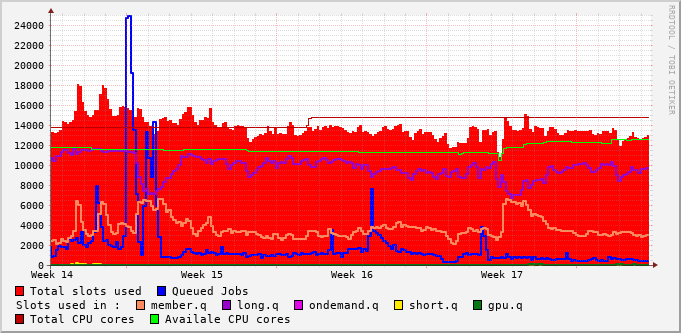 RRDTOOL / TOBI OETIKER
24000
22000
20000
18000
16000
14000
12000
10000
8000
6000
4000
2000
0
Week 14 Week 15 Week 16 Week 17
Total slots used Queued Jobs
Slots used in : member.q long.q ondemand.q short.q gpu.q
Total CPU cores Availale CPU cores